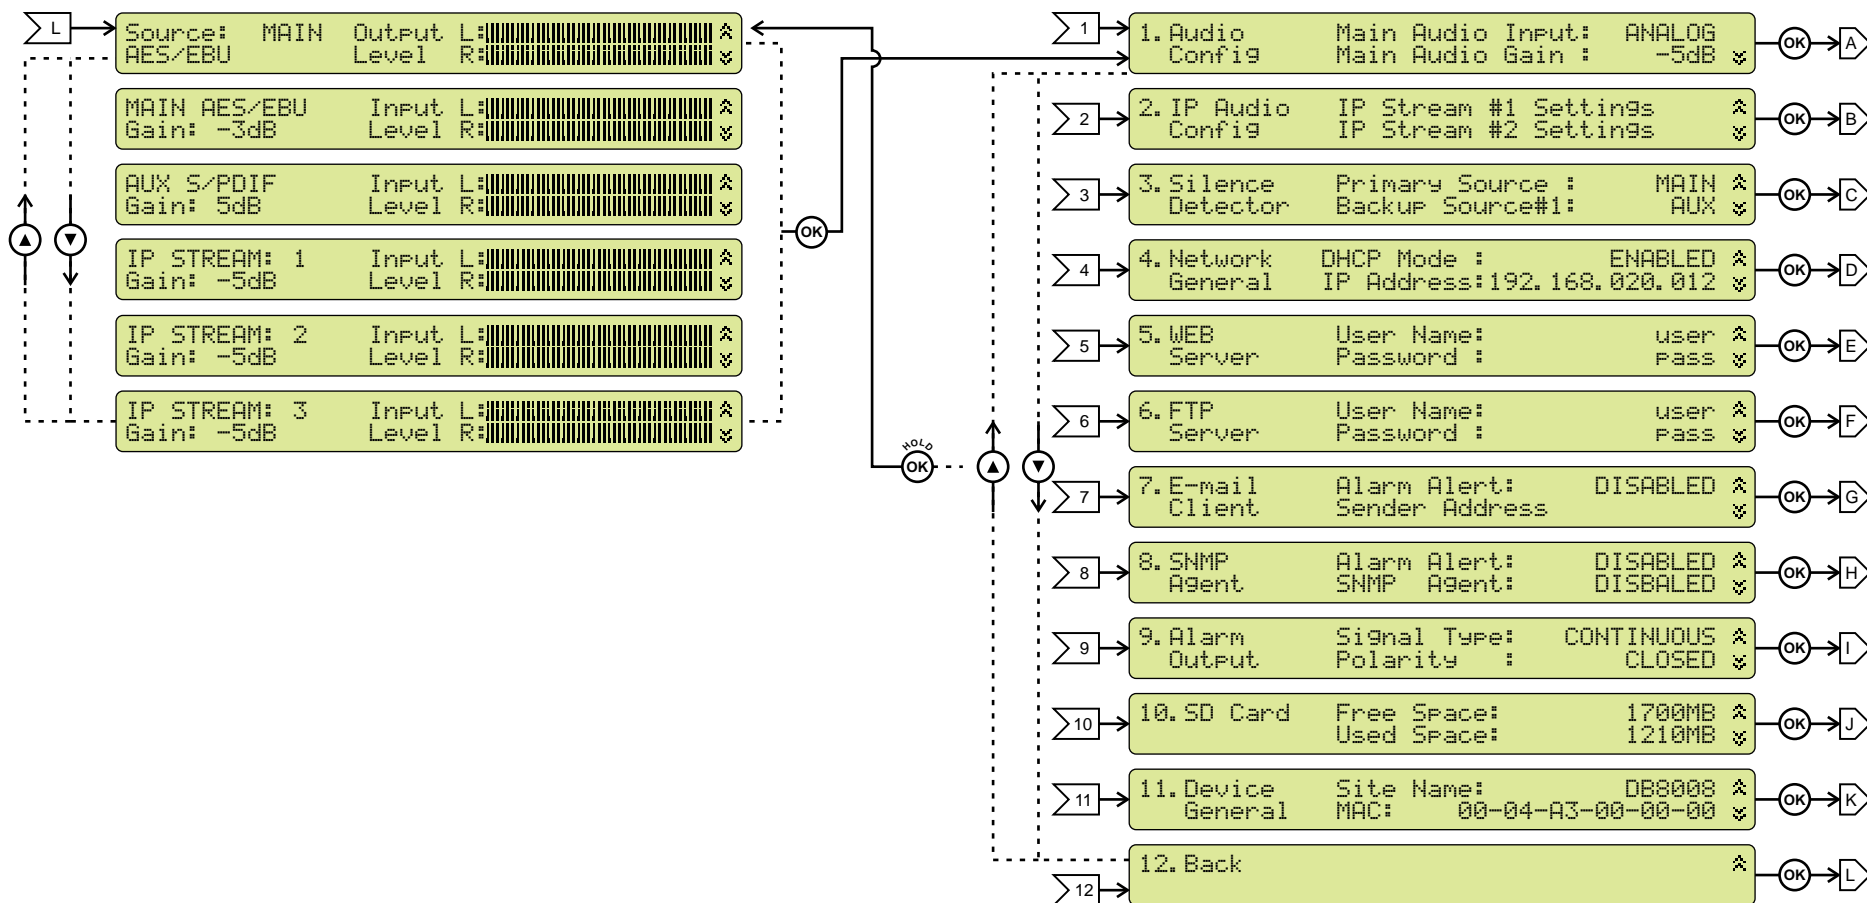 L
Source: MAIN Output L:
AES/EBU Level R:
MAIN AES/EBU Input L:
Gain: -3dB Level R:
AUX S/PDIF Input L:
Gain: 5dB Level R:
IP STREAM: 1 Input L:
Gain: -5dB Level R:
IP STREAM: 2 Input L:
Gain: -5dB Level R:
IP STREAM: 3 Input L:
Gain: -5dB Level R:
OK
HOLD
OK
1
1.Audio Main Audio Input: ANALOG
Config Main Audio Gain : -5dB
OK
A
2
2.IP Audio IP Stream #1 Settings
Config IP Stream #2 Settings
OK
B
3
3.Silence Primary Source : MAIN
Detector Backup Source#1: AUX
OK
C
4
4.Network DHCP Mode : ENABLED
General IP Address:192.168.020.012
OK
D
5
5.WEB User Name: user
Server Password : pass
OK
E
6
6.FTP User Name: user
Server Password : pass
OK
F
7
7.E-mail Alarm Alert: DISABLED
Client Sender Address
OK
G
8
8.SNMP Alarm Alert: DISABLED
Agent SNMP Agent: DISBALED
OK
H
9
9.Alarm Signal Type: CONTINUOUS
Output Polarity : CLOSED
OK
I
10
10.SD Card Free Space: 1700MB
Used Space: 1210MB
OK
J
11
11.Device Site Name: DB8008
General MAC: 00-04-A3-00-00-00
OK
K
12
12.Back
OK
L